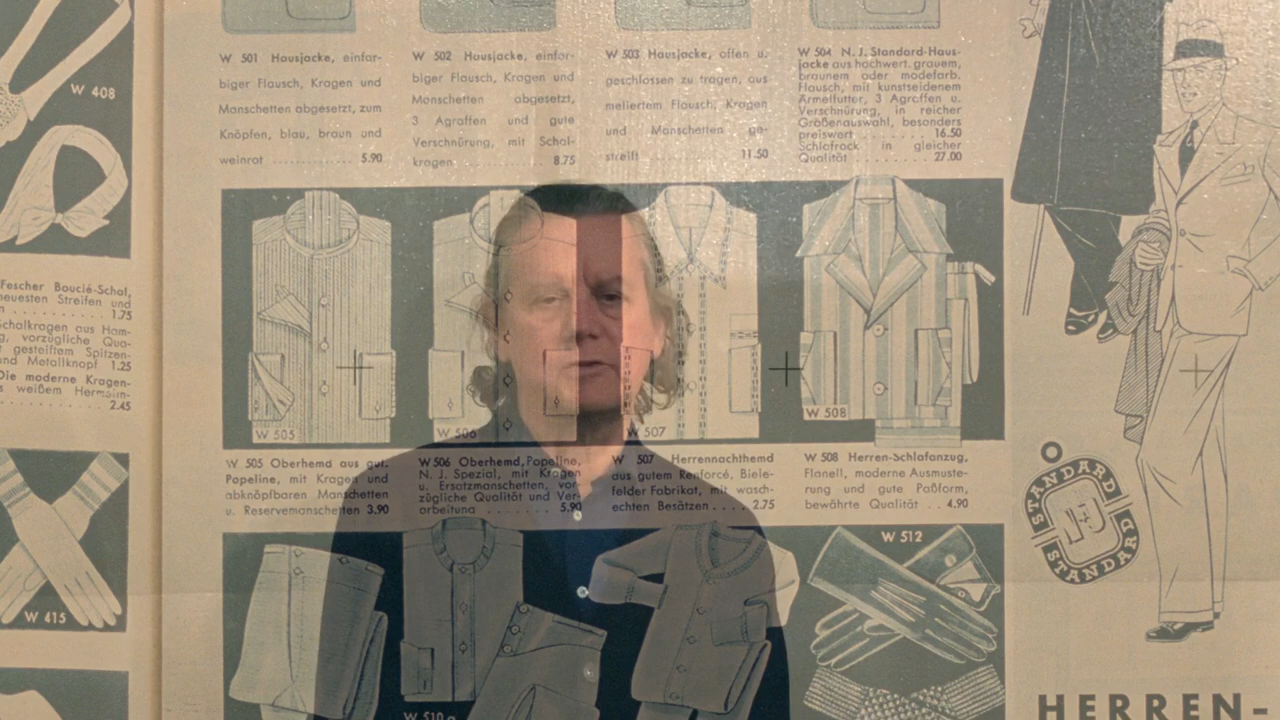 W 408
Fescher Bouclé-Schal,
neuesten Streifen und
1.75
Schalkragen aus Ham-
vorzügliche Qua-
gesteiftem Spitzen-
und Metallknopf 1.25
Die moderne Kragen-
weißem Hermelin-
2.45
W 415
W 501 Hausjacke, einfar-
biger Flausch, Kragen und
Manschetten abgesetzt, zum
Knöpfen, blau, braun und
weinrot 5.90
W 502 Hausjacke, einfar-
biger Flausch, Kragen und
Manschetten abgesetzt,
3 Agraffen und gute
Verschnürung, mit Schal-
kragen 8.75
W 503 Hausjacke, offen u.
geschlossen zu tragen, aus
meliertem Flausch, Kragen
und Manschetten ge-
streift 11.50
W 504 N. J. Standard-Haus-
jacke aus hochwert. grauem,
braunem oder modefarb.
Flausch, mit kunstseidenem
Ärmelfutter, 3 Agraffen u.
Verschnürung, in reicher
Größenauswahl, besonders
preiswert 16.50
Schlafrock in gleicher
Qualität 27.00
W 505
W 506
W 507
W 508
W 505 Oberhemd aus gut.
Popeline, mit Kragen und
abknöpfbaren Manschetten
u. Reservemanschetten 3.90
W 506 Oberhemd, Popeline,
N. J. Spezial, mit Kragen
u. Ersatzmanschetten, vor-
zügliche Qualität und Ver-
arbeitung 5.90
W 507 Herrennachthemd
aus gutem Renforcé, Biele-
felder Fabrikat, mit wasch-
echten Besätzen 2.75
W 508 Herren-Schlafanzug,
Flanell, moderne Ausmuste-
rung und gute Paßform,
bewährte Qualität 4.90
W 510 a
W 512
STANDARD
STANDARD
HERREN-